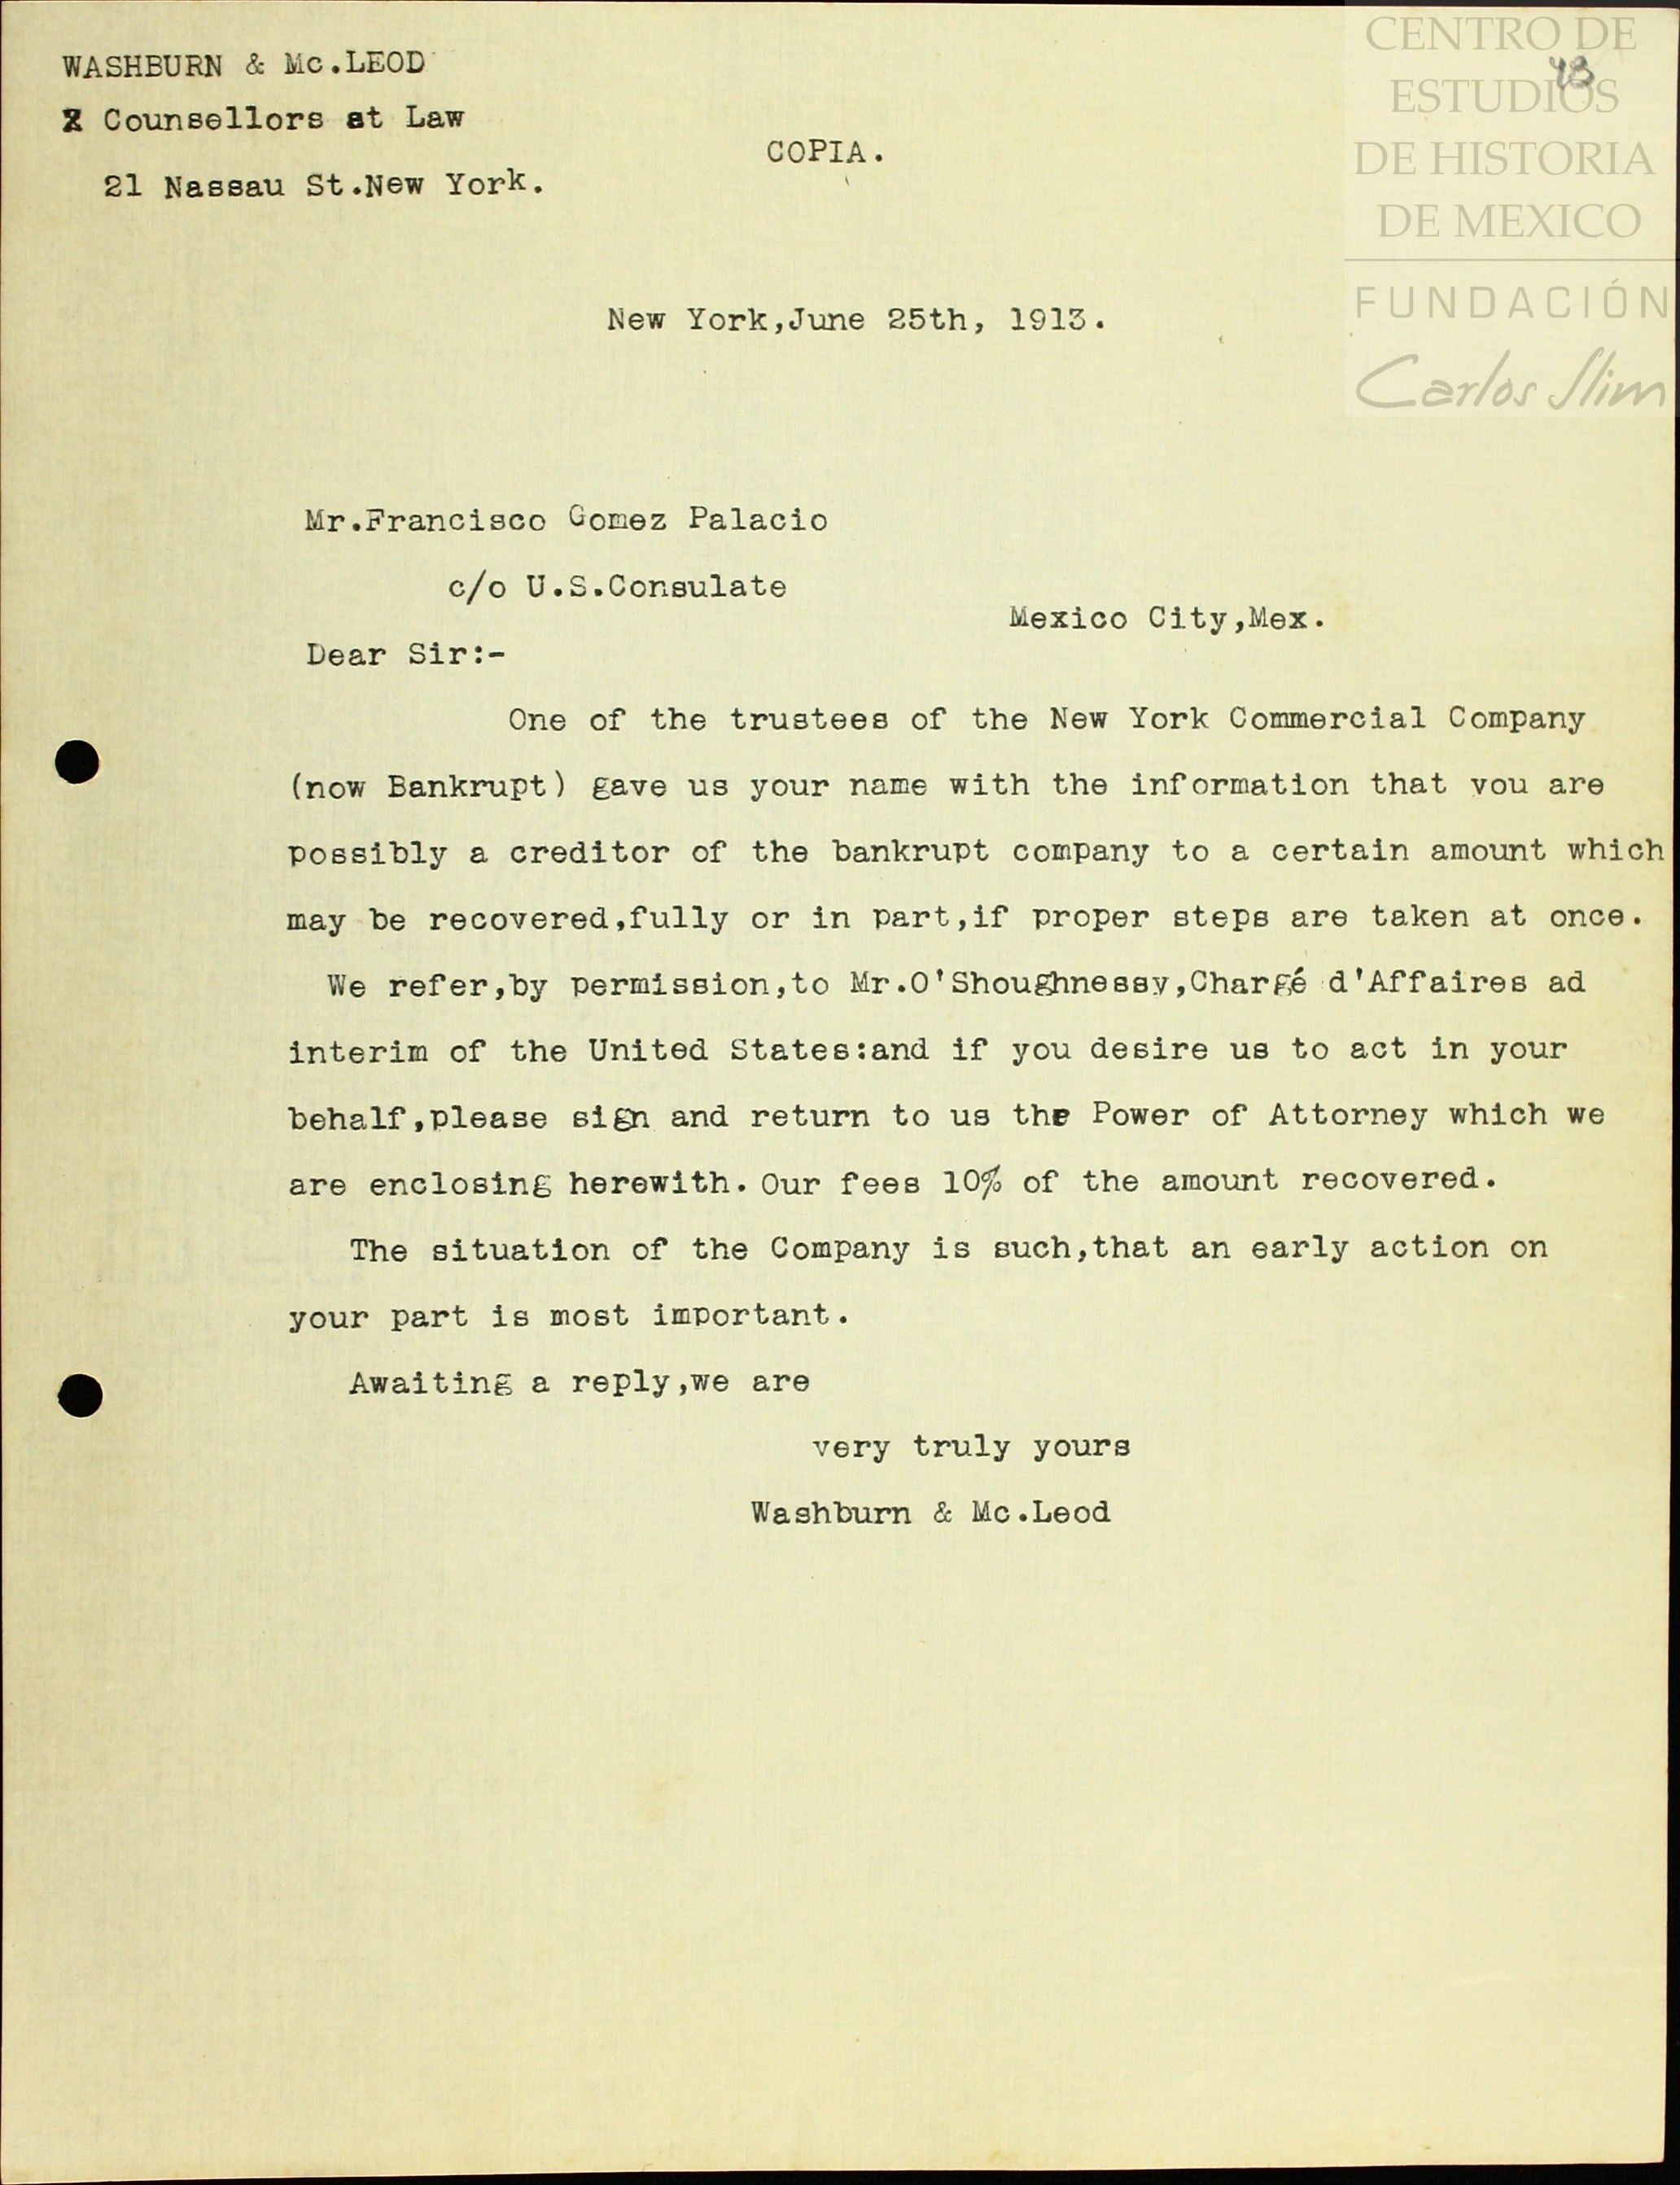 WASHBURN & Mc.LEOD
Counsellors at Law
21 Nassau St.New York.
COPIA.
43
CENTRO DE
ESTUDIOS
DE HISTORIA
DE MEXICO
FUNDACIÓN
Carlos Slim
New York,June 25th, 1913.
Mr.Francisco Gomez Palacio
c/o U.S.Consulate
Mexico City,Mex.
Dear Sir:-
One of the trustees of the New York Commercial Company
(now Bankrupt) gave us your name with the information that you are
possibly a creditor of the bankrupt company to a certain amount which
may be recovered,fully or in part,if proper steps are taken at once.
We refer,by permission,to Mr.O'Shoughnessy,Chargé d'Affaires ad
interim of the United States:and if you desire us to act in your
behalf,please sign and return to us the Power of Attorney which we
are enclosing herewith. Our fees 10% of the amount recovered.
The situation of the Company is such,that an early action on
your part is most important.
Awaiting a reply,we are
very truly yours
Washburn & Mc.Leod